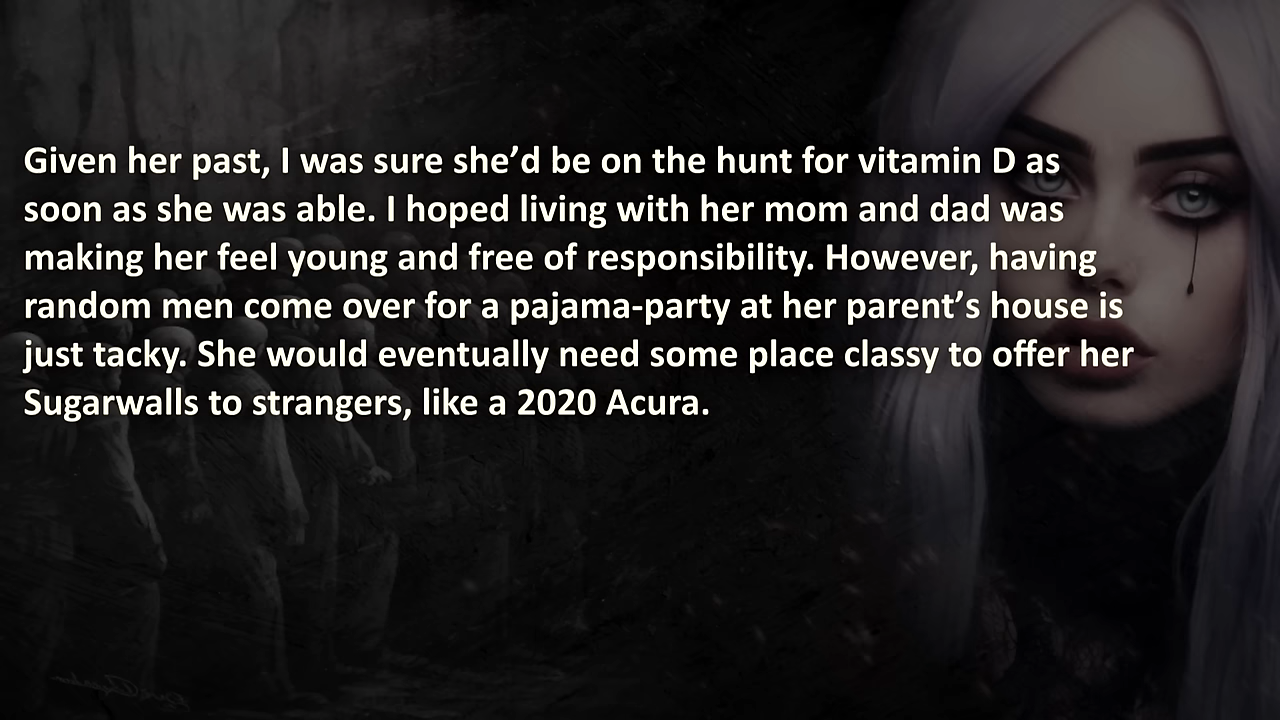 Given her past, I was sure she’d be on the hunt for vitamin D as
soon as she was able. I hoped living with her mom and dad was
making her feel young and free of responsibility. However, having
random men come over for a pajama-party at her parent’s house is
just tacky. She would eventually need some place classy to offer her
Sugarwalls to strangers, like a 2020 Acura.